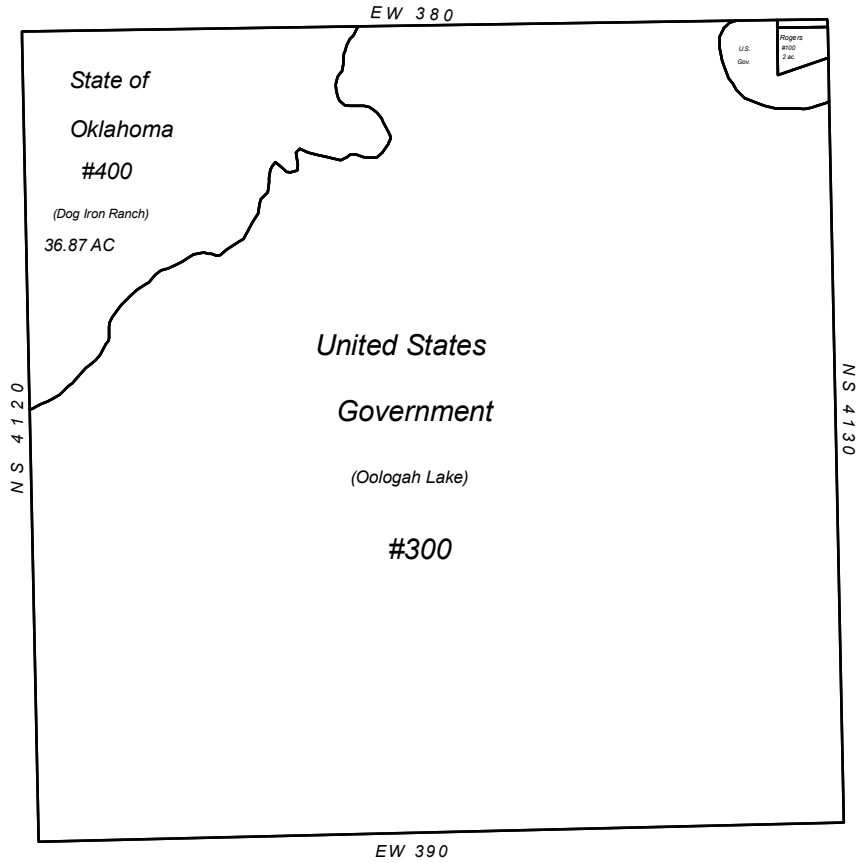 EW 380
State of
Oklahoma
#400
(Dog Iron Ranch)
36.87 AC
U.S.
Gov.
Rogers
#100
2 ac.
United States
Government
(Oologah Lake)
#300
NS 4120
NS 4130
EW 390